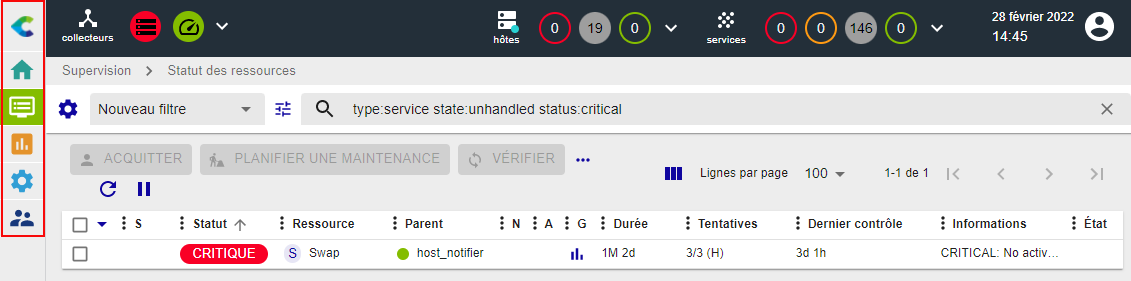 collecteurs
hôtes
0
19
0
services
0
0
146
0
28 février 2022
14:45
Supervision > Statut des ressources
Nouveau filtre
type:service state:unhandled status:critical
ACQUITTER
PLANIFIER UNE MAINTENANCE
VÉRIFIER
Lignes par page 100
1-1 de 1
S Statut Ressource Parent N A G Durée Tentatives Dernier contrôle Informations État
CRITIQUE S Swap host_notifier 1M 2d 3/3 (H) 3d 1h CRITICAL: No activ…